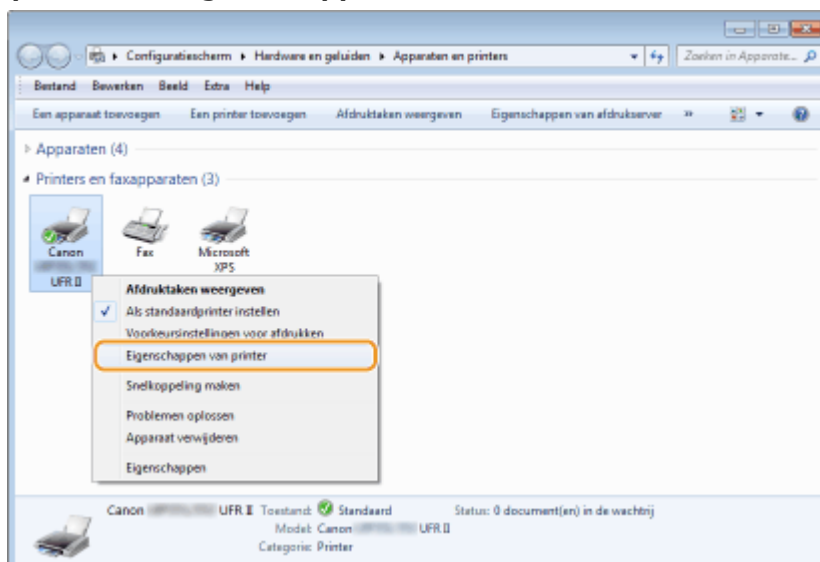 Configuratiescherm ▸ Hardware en geluiden ▸ Apparaten en printers
Zoeken in Apparate...
Bestand Bewerken Beeld Extra Help
Een apparaat toevoegen Een printer toevoegen Afdruktaken weergeven Eigenschappen van afdrukserver »
Apparaten (4)
Printers en faxapparaten (3)
Canon
UFR II
Fax
Microsoft
XPS
Afdruktaken weergeven
Als standaardprinter instellen
Voorkeursinstellingen voor afdrukken
Eigenschappen van printer
Snelkoppeling maken
Problemen oplossen
Apparaat verwijderen
Eigenschappen
Canon UFR II Toestand: Standaard Status: 0 document(en) in de wachtrij
Model: Canon UFR II
Categorie: Printer